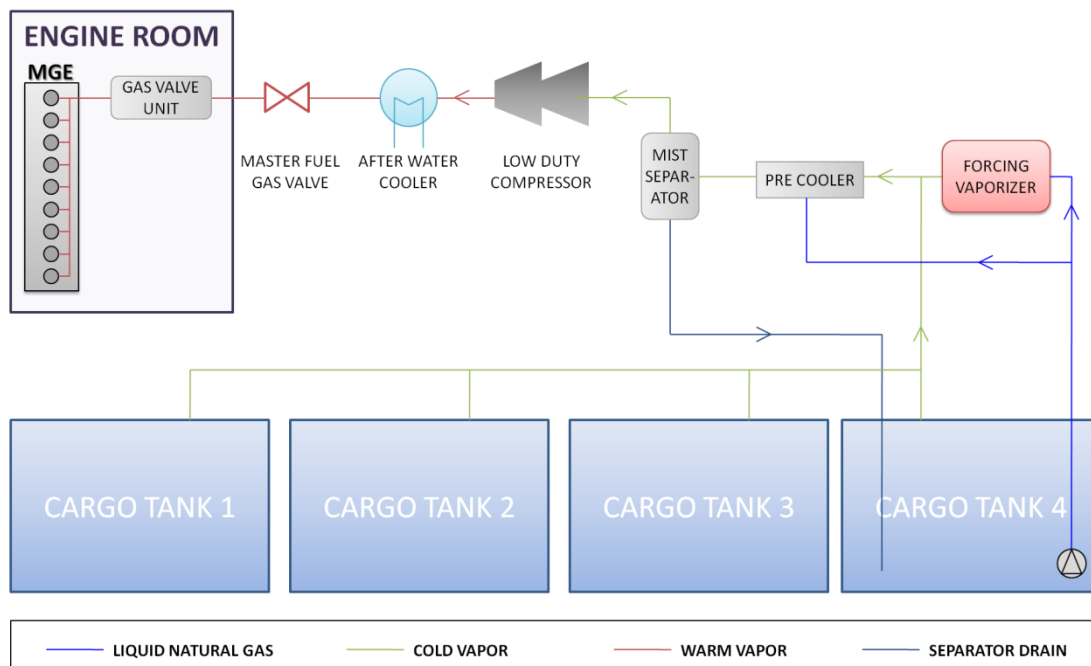 ENGINE ROOM
MGE
GAS VALVE
UNIT
MASTER FUEL
GAS VALVE
AFTER WATER
COOLER
LOW DUTY
COMPRESSOR
MIST
SEPAR-
ATOR
PRE COOLER
FORCING
VAPORIZER
CARGO TANK 1
CARGO TANK 2
CARGO TANK 3
CARGO TANK 4
LIQUID NATURAL GAS
COLD VAPOR
WARM VAPOR
SEPARATOR DRAIN